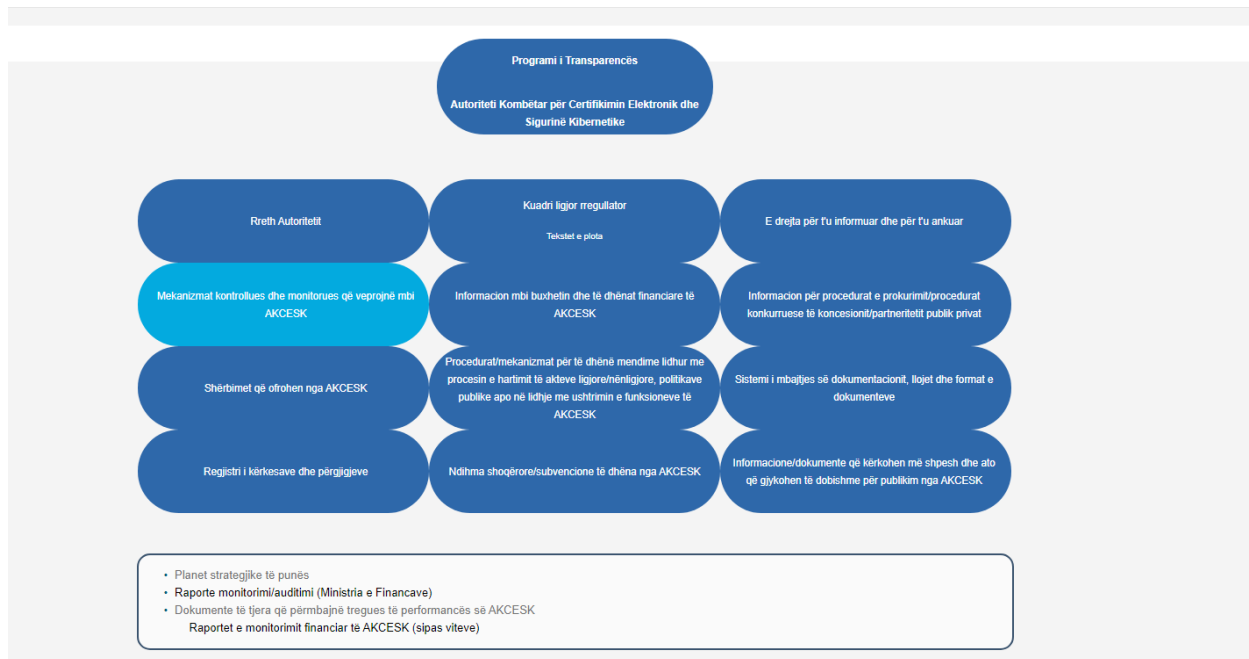 Programi i Transparencës
Autoriteti Kombëtar për Certifikimin Elektronik dhe
Sigurinë Kibernetike
Rreth Autoritetit
Kuadri ligjor rregullator
Tekstet e plota
E drejta për t'u informuar dhe për t'u ankuar
Mekanizmat kontrollues dhe monitorues që veprojnë mbi
AKCESK
Informacion mbi buxhetin dhe të dhënat financiare të
AKCESK
Informacion për procedurat e prokurimit/procedurat
konkurruese të koncesionit/partneritetit publik privat
Shërbimet që ofrohen nga AKCESK
Procedurat/mekanizmat për të dhënë mendime lidhur me
procesin e hartimit të akteve ligjore/nënligjore, politikave
publike apo në lidhje me ushtrimin e funksioneve të
AKCESK
Sistemi i mbajtjes së dokumentacionit, llojet dhe format e
dokumenteve
Regjistri i kërkesave dhe përgjigjeve
Ndihma shoqërore/subvencione të dhëna nga AKCESK
Informacione/dokumente që kërkohen më shpesh dhe ato
që gjykohen të dobishme për publikim nga AKCESK
• Planet strategjike të punës
• Raporte monitorimi/auditimi (Ministria e Financave)
• Dokumente të tjera që përmbajnë tregues të performancës së AKCESK
Raportet e monitorimit financiar të AKCESK (sipas viteve)